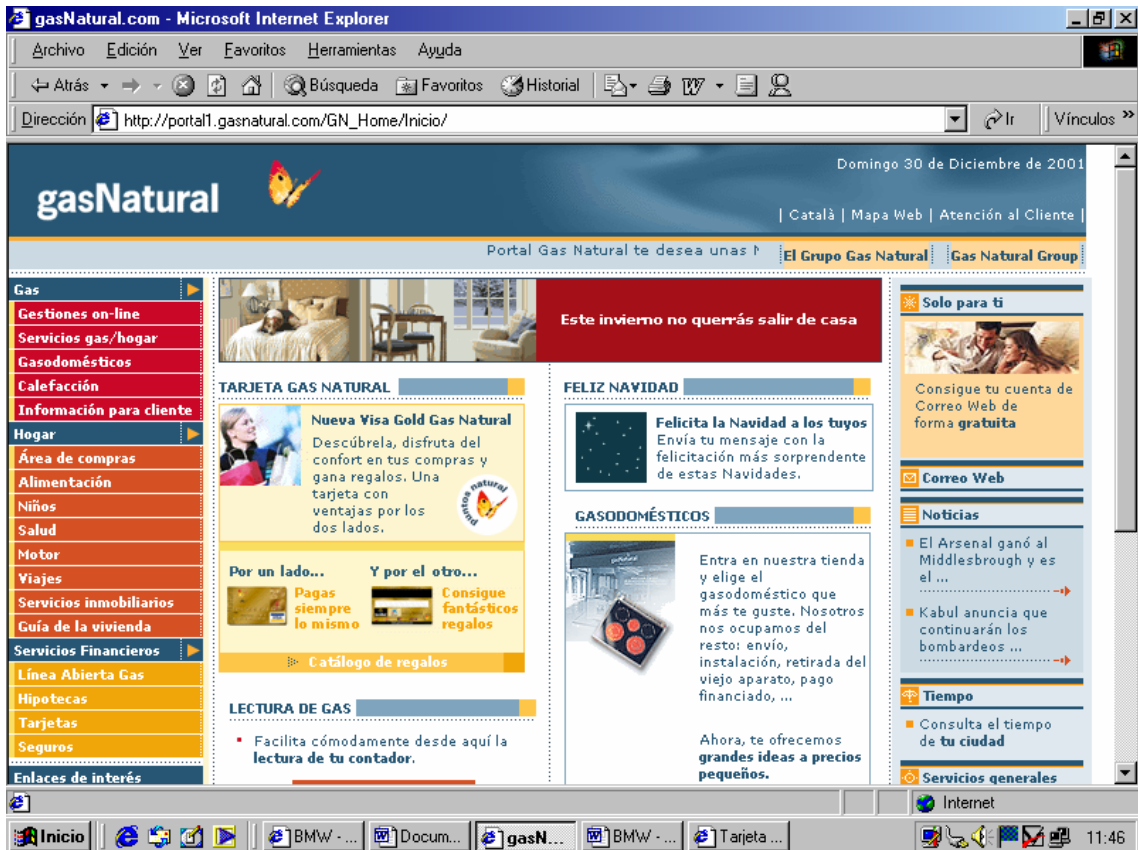 gasNatural.com - Microsoft Internet Explorer
Archivo Edición Ver Favoritos Herramientas Ayuda
Atrás Búsqueda Favoritos Historial
Dirección http://portal1.gasnatural.com/GN_Home/Inicio/ Ir Vínculos »
Domingo 30 de Diciembre de 2001
gasNatural
| Català | Mapa Web | Atención al Cliente |
Portal Gas Natural te desea unas
El Grupo Gas Natural Gas Natural Group
Gas
Gestiones on-line
Servicios gas/hogar
Gasodomésticos
Calefacción
Información para cliente
Hogar
Área de compras
Alimentación
Niños
Salud
Motor
Viajes
Servicios inmobiliarios
Guía de la vivienda
Servicios Financieros
Línea Abierta Gas
Hipotecas
Tarjetas
Seguros
Enlaces de interés
Este invierno no querrás salir de casa
TARJETA GAS NATURAL
Nueva Visa Gold Gas Natural
Descúbrela, disfruta del
confort en tus compras y
gana regalos. Una
tarjeta con
ventajas por los
dos lados.
puntos natural
Por un lado... Y por el otro...
Pagas
siempre
lo mismo
Consigue
fantásticos
regalos
Catálogo de regalos
LECTURA DE GAS
Facilita cómodamente desde aquí la
lectura de tu contador.
FELIZ NAVIDAD
Felicita la Navidad a los tuyos
Envía tu mensaje con la
felicitación más sorprendente
de estas Navidades.
GASODOMÉSTICOS
Entra en nuestra tienda
y elige el
gasodoméstico que
más te guste. Nosotros
nos ocupamos del
resto: envío,
instalación, retirada del
viejo aparato, pago
financiado, ...
Ahora, te ofrecemos
grandes ideas a precios
pequeños.
Solo para ti
Consigue tu cuenta de
Correo Web de
forma gratuita
Correo Web
Noticias
El Arsenal ganó al
Middlesbrough y es
el ...
Kabul anuncia que
continuarán los
bombardeos ...
Tiempo
Consulta el tiempo
de tu ciudad
Servicios generales
Internet
Inicio BMW - ... Docum... gasN... BMW - ... Tarjeta ... 11:46